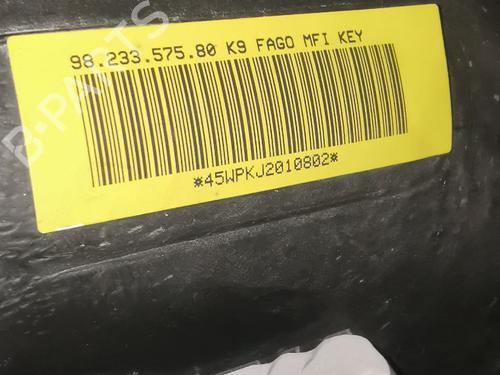 98.233.575.80 K9 FAGO MFI KEY
*45WPKJ2010802*
B-PARTS